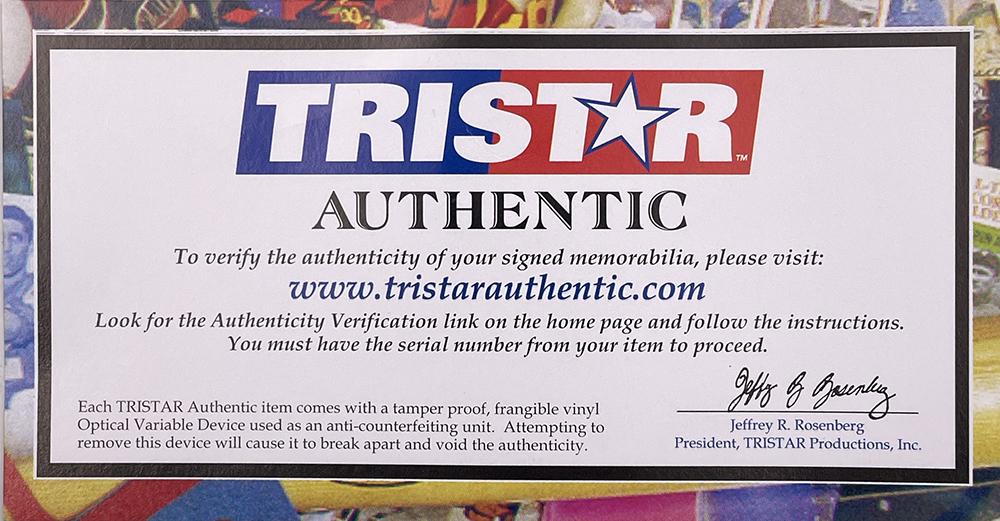 TRISTAR™
AUTHENTIC
To verify the authenticity of your signed memorabilia, please visit:
www.tristarauthentic.com
Look for the Authenticity Verification link on the home page and follow the instructions.
You must have the serial number from your item to proceed.
Each TRISTAR Authentic item comes with a tamper proof, frangible vinyl
Optical Variable Device used as an anti-counterfeiting unit. Attempting to
remove this device will cause it to break apart and void the authenticity.
Jeffrey R. Rosenberg
President, TRISTAR Productions, Inc.